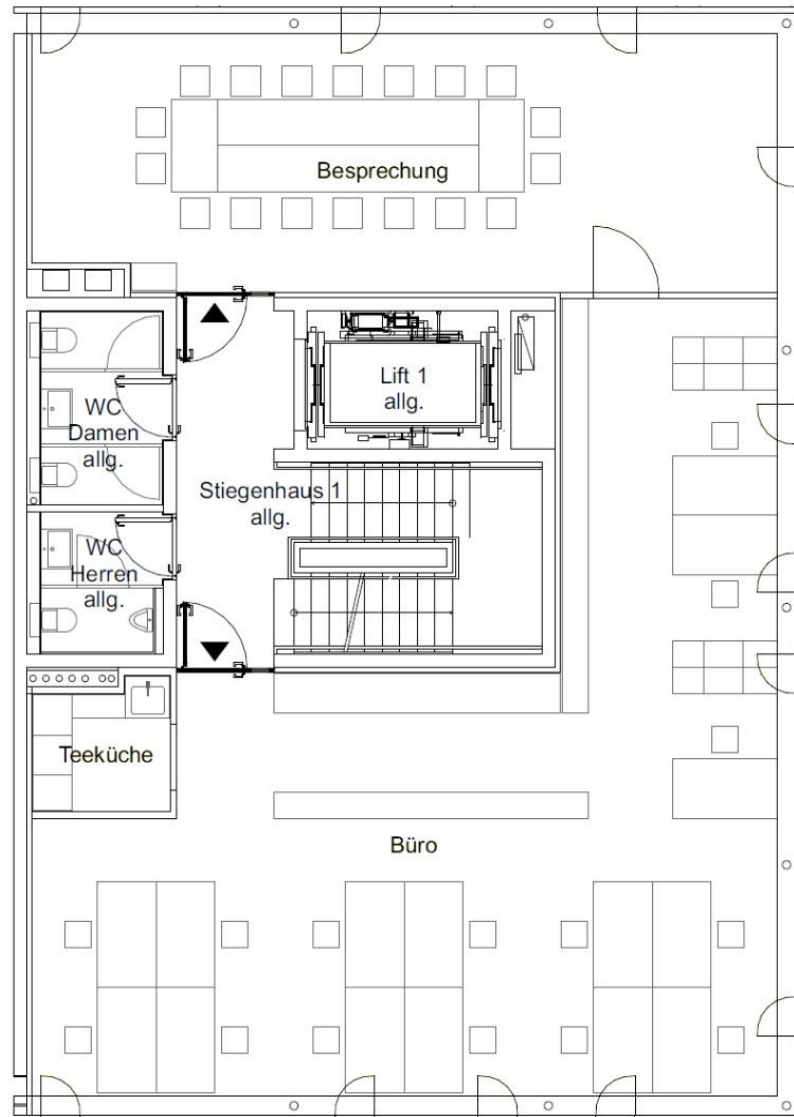 Besprechung
Lift 1
allg.
WC
Damen
allg.
Stiegenhaus 1
allg.
WC
Herren
allg.
Teeküche
Büro